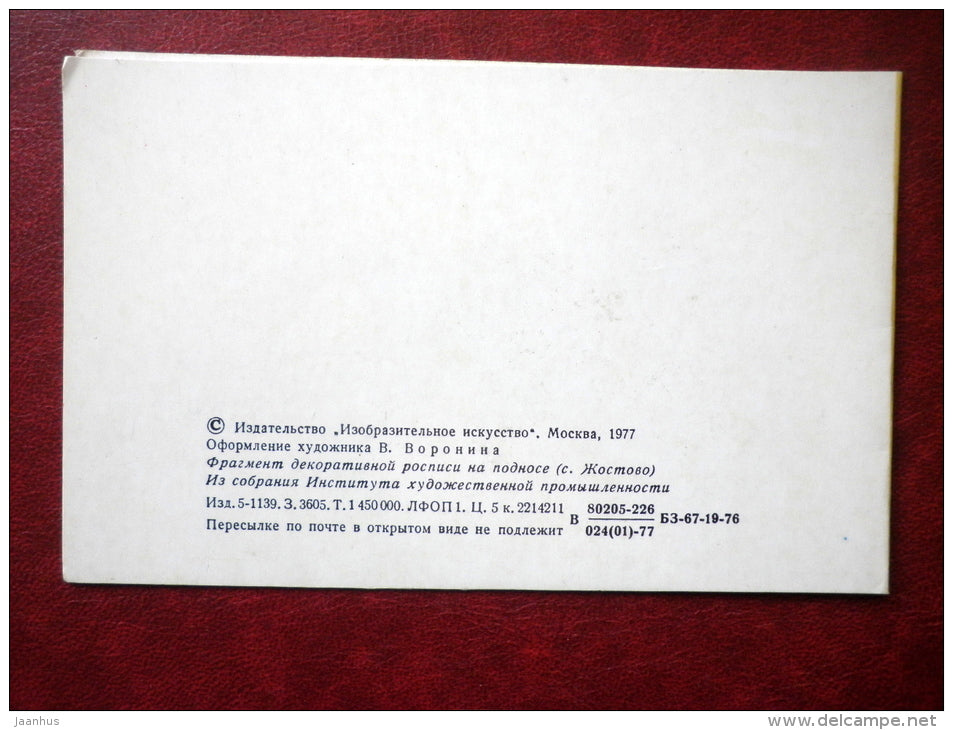 © Издательство „Изобразительное искусство“. Москва, 1977
Оформление художника В. Воронина
Фрагмент декоративной росписи на подносе (с. Жостово)
Из собрания Института художественной промышленности
Изд. 5-1139. З. 3605. Т. 1 450 000. ЛФОП 1. Ц. 5 к. 2214211
Пересылке по почте в открытом виде не подлежит
В 80205-226 БЗ-67-19-76
024(01)-77
jaanhus
www.delcampe.net